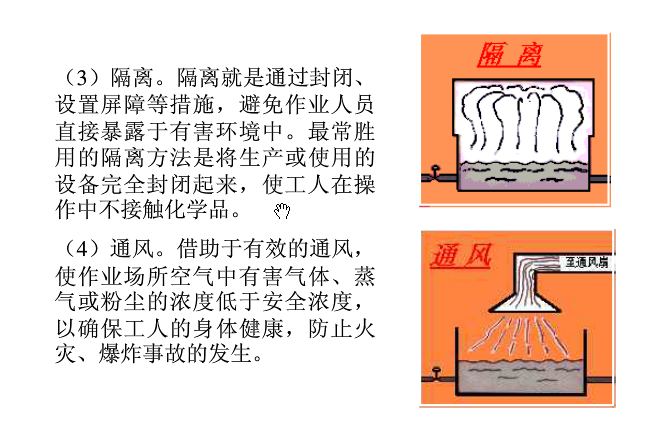 （3）隔离。隔离就是通过封闭、
设置屏障等措施，避免作业人员
直接暴露于有害环境中。最常胜
用的隔离方法是将生产或使用的
设备完全封闭起来，使工人在操
作中不接触化学品。
（4）通风。借助于有效的通风，
使作业场所空气中有害气体、蒸
气或粉尘的浓度低于安全浓度，
以确保工人的身体健康，防止火
灾、爆炸事故的发生。
隔 离
通 风
至通风扇